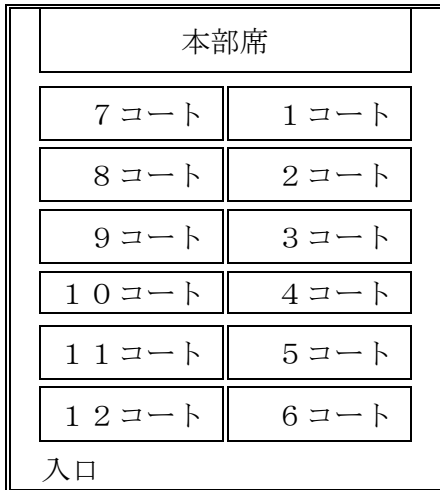 本部席
７コート １コート
８コート ２コート
９コート ３コート
１０コート ４コート
１１コート ５コート
１２コート ６コート
入口